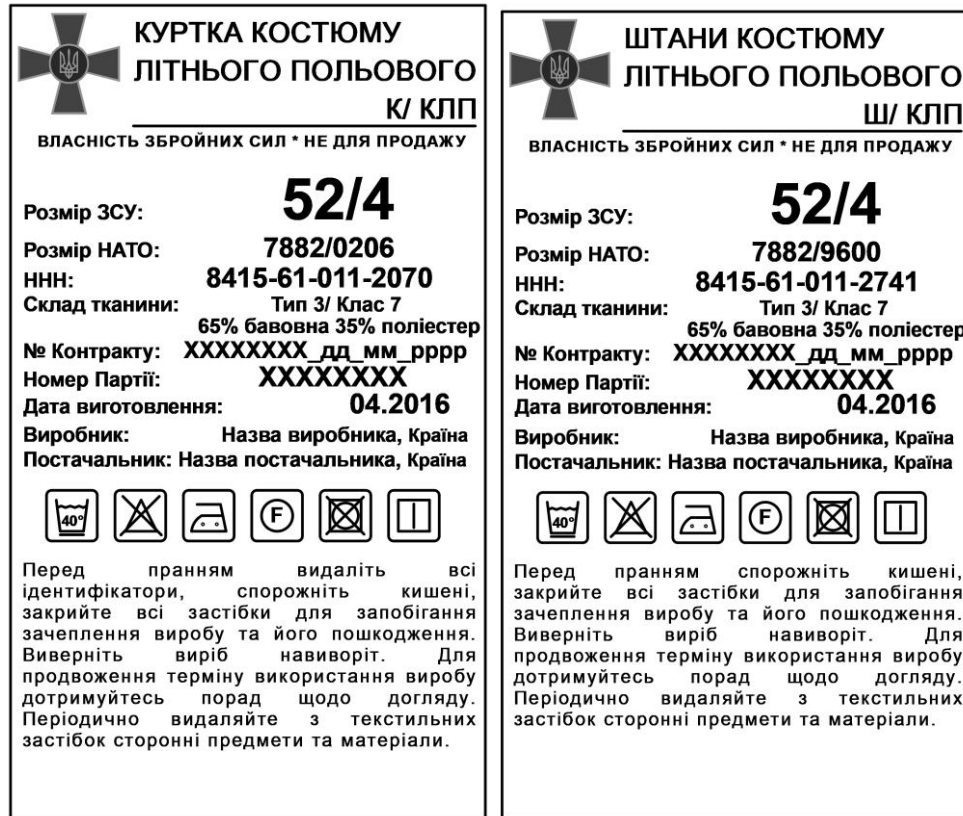 КУРТКА КОСТЮМУ
ЛІТНЬОГО ПОЛЬОВОГО
К/ КЛП
ВЛАСНІСТЬ ЗБРОЙНИХ СИЛ * НЕ ДЛЯ ПРОДАЖУ
Розмір ЗСУ: 52/4
Розмір НАТО: 7882/0206
ННН: 8415-61-011-2070
Склад тканини: Тип 3/ Клас 7
65% бавовна 35% поліестер
№ Контракту: XXXXXXXX_дд_мм_рррр
Номер Партії: XXXXXXXX
Дата виготовлення: 04.2016
Виробник: Назва виробника, Країна
Постачальник: Назва постачальника, Країна
40° F
Перед пранням видаліть всі
ідентифікатори, спорожніть кишені,
закрийте всі застібки для запобігання
зачеплення виробу та його пошкодження.
Виверніть виріб навиворіт. Для
продвоження терміну використання виробу
дотримуйтесь порад щодо догляду.
Періодично видаляйте з текстильних
застібок сторонні предмети та матеріали.
ШТАНИ КОСТЮМУ
ЛІТНЬОГО ПОЛЬОВОГО
Ш/ КЛП
ВЛАСНІСТЬ ЗБРОЙНИХ СИЛ * НЕ ДЛЯ ПРОДАЖУ
Розмір ЗСУ: 52/4
Розмір НАТО: 7882/9600
ННН: 8415-61-011-2741
Склад тканини: Тип 3/ Клас 7
65% бавовна 35% поліестер
№ Контракту: XXXXXXXX_дд_мм_рррр
Номер Партії: XXXXXXXX
Дата виготовлення: 04.2016
Виробник: Назва виробника, Країна
Постачальник: Назва постачальника, Країна
40° F
Перед пранням спорожніть кишені,
закрийте всі застібки для запобігання
зачеплення виробу та його пошкодження.
Виверніть виріб навиворіт. Для
продвоження терміну використання виробу
дотримуйтесь порад щодо догляду.
Періодично видаляйте з текстильних
застібок сторонні предмети та матеріали.